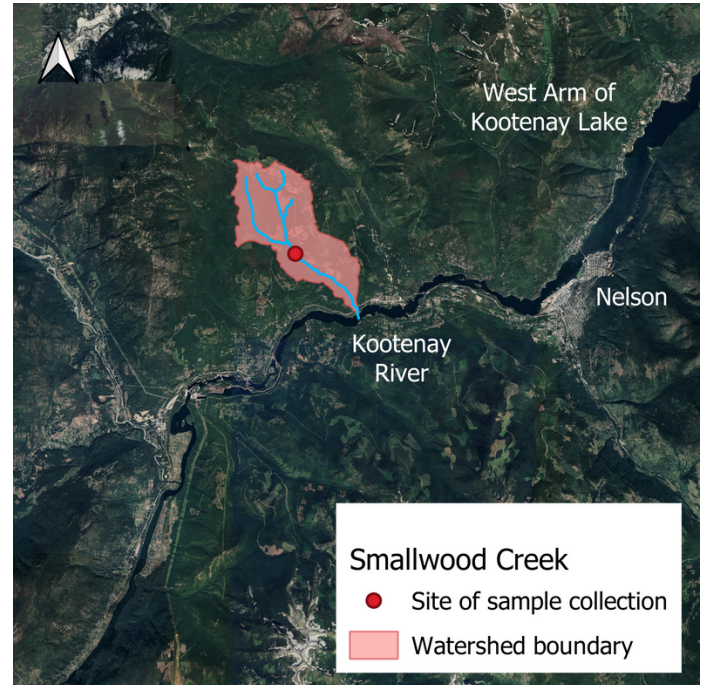 West Arm of
Kootenay Lake
Nelson
Kootenay
River
Smallwood Creek
Site of sample collection
Watershed boundary